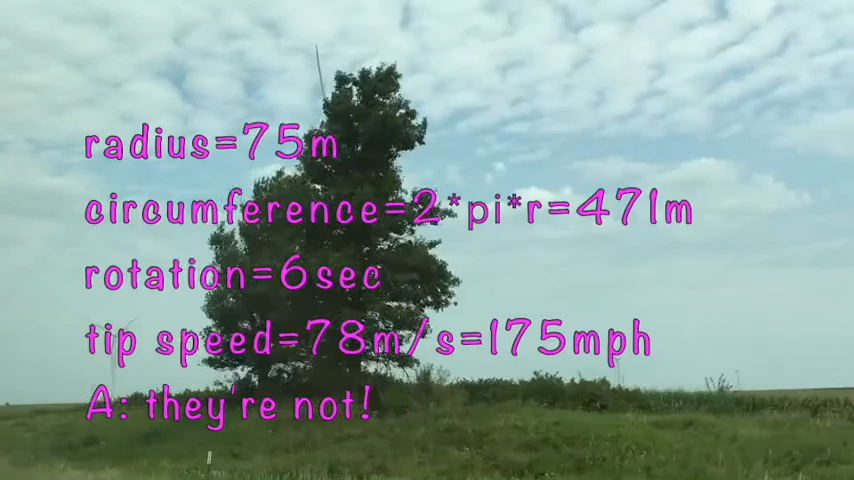 radius=75m
circumference=2*pi*r=471m
rotation=6sec
tip speed=78m/s=175mph
A: they're not!